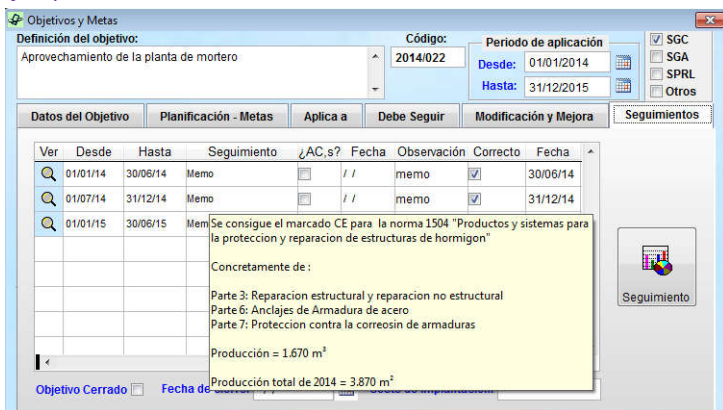 Objetivos y Metas
Definición del objetivo:
Código:
Periodo de aplicación
SGC
Aprovechamiento de la planta de mortero
2014/022
Desde: 01/01/2014
SGA
SPRL
Hasta: 31/12/2015
Otros
Datos del Objetivo Planificación - Metas Aplica a Debe Seguir Modificación y Mejora Seguimientos
Ver Desde Hasta Seguimiento ¿AC,s? Fecha Observación Correcto Fecha
01/01/14 30/06/14 Memo / / memo 30/06/14
01/07/14 31/12/14 Memo / / memo 31/12/14
01/01/15 30/06/15
Se consigue el marcado CE para la norma 1504 "Productos y sistemas para
la proteccion y reparacion de estructuras de hormigon"
Concretamente de :
Parte 3: Reparacion estructural y reparacion no estructural
Parte 6: Anclajes de Armadura de acero
Parte 7: Proteccion contra la correosin de armaduras
Producción = 1.670 m³
Producción total de 2014 = 3.870 m³
Seguimiento
Objetivo Cerrado